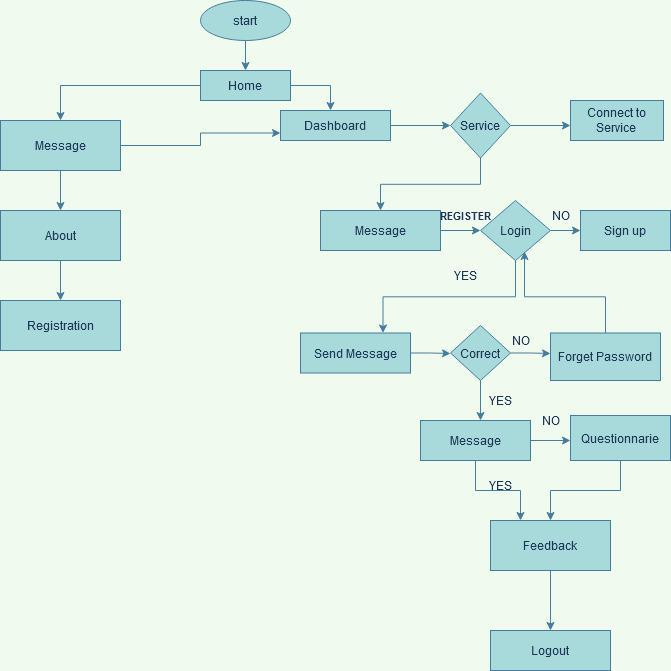 start
Home
Dashboard
Service
Connect to
Service
Message
Message
REGISTER
Login
NO
Sign up
About
YES
Registration
Send Message
Correct
NO
Forget Password
YES
Message
NO
Questionnarie
YES
Feedback
Logout